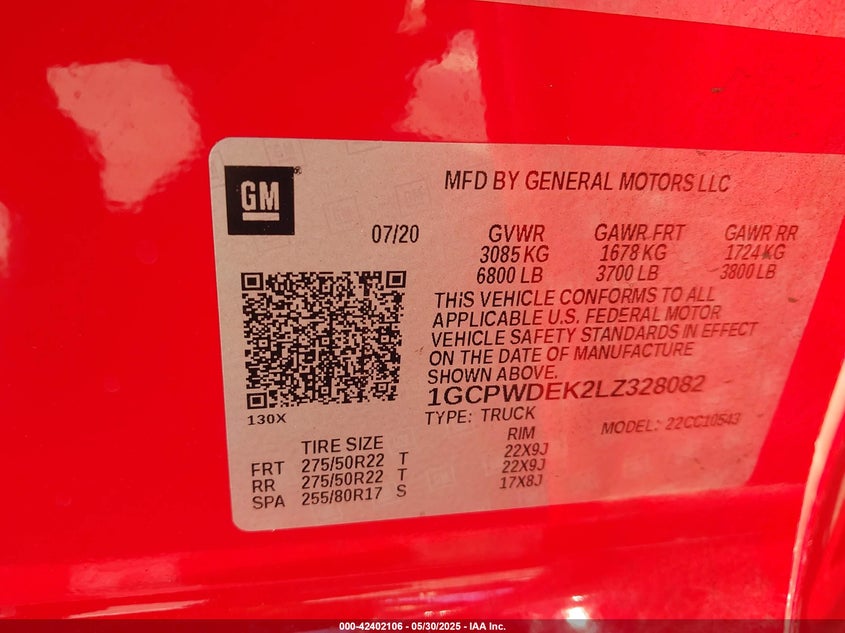 GM
MFD BY GENERAL MOTORS LLC
07/20 GVWR GAWR FRT GAWR RR
3085 KG 1678 KG 1724 KG
6800 LB 3700 LB 3800 LB
THIS VEHICLE CONFORMS TO ALL
APPLICABLE U.S. FEDERAL MOTOR
VEHICLE SAFETY STANDARDS IN EFFECT
ON THE DATE OF MANUFACTURE
SHOWN ABOVE.
1GCPWDEK2LZ328082
130X TYPE: TRUCK MODEL: 22CC10543
TIRE SIZE RIM
FRT 275/50R22 T 22X9J
RR 275/50R22 T 22X9J
SPA 255/80R17 S 17X8J
000-42402106 - 05/30/2025 - IAA Inc.